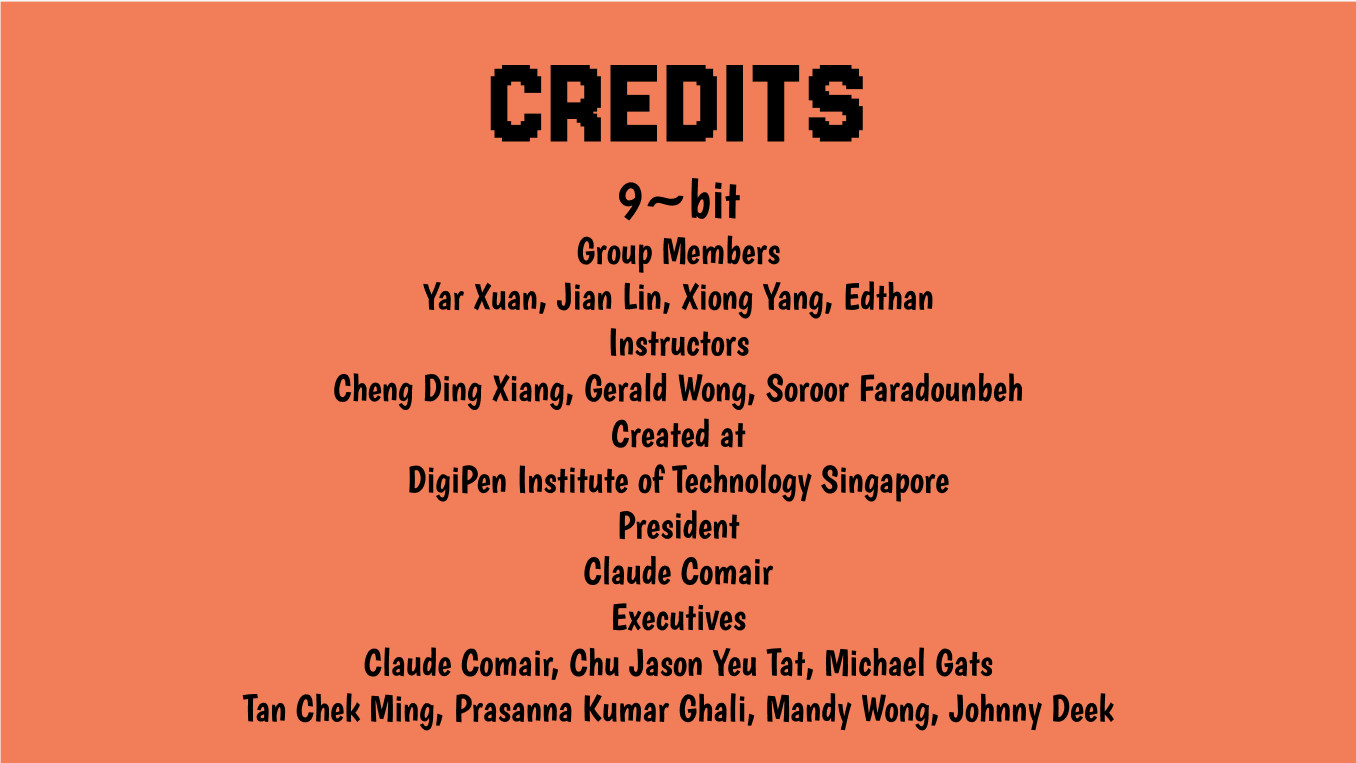 CREDITS
9~bit
Group Members
Yar Xuan, Jian Lin, Xiong Yang, Edthan
Instructors
Cheng Ding Xiang, Gerald Wong, Soroor Faradounbeh
Created at
DigiPen Institute of Technology Singapore
President
Claude Comair
Executives
Claude Comair, Chu Jason Yeu Tat, Michael Gats
Tan Chek Ming, Prasanna Kumar Ghali, Mandy Wong, Johnny Deek